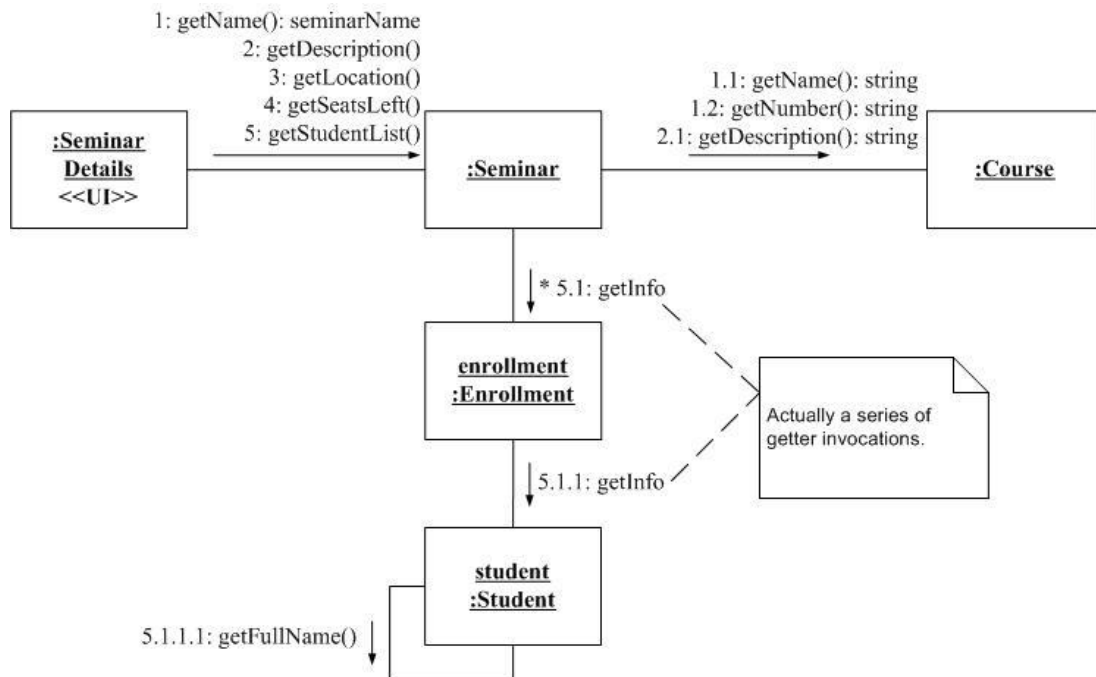 1: getName(): seminarName
2: getDescription()
3: getLocation()
4: getSeatsLeft()
5: getStudentList()
:Seminar
Details
<<UI>>
:Seminar
1.1: getName(): string
1.2: getNumber(): string
2.1: getDescription(): string
:Course
* 5.1: getInfo
enrollment
:Enrollment
Actually a series of
getter invocations.
5.1.1: getInfo
student
:Student
5.1.1.1: getFullName()